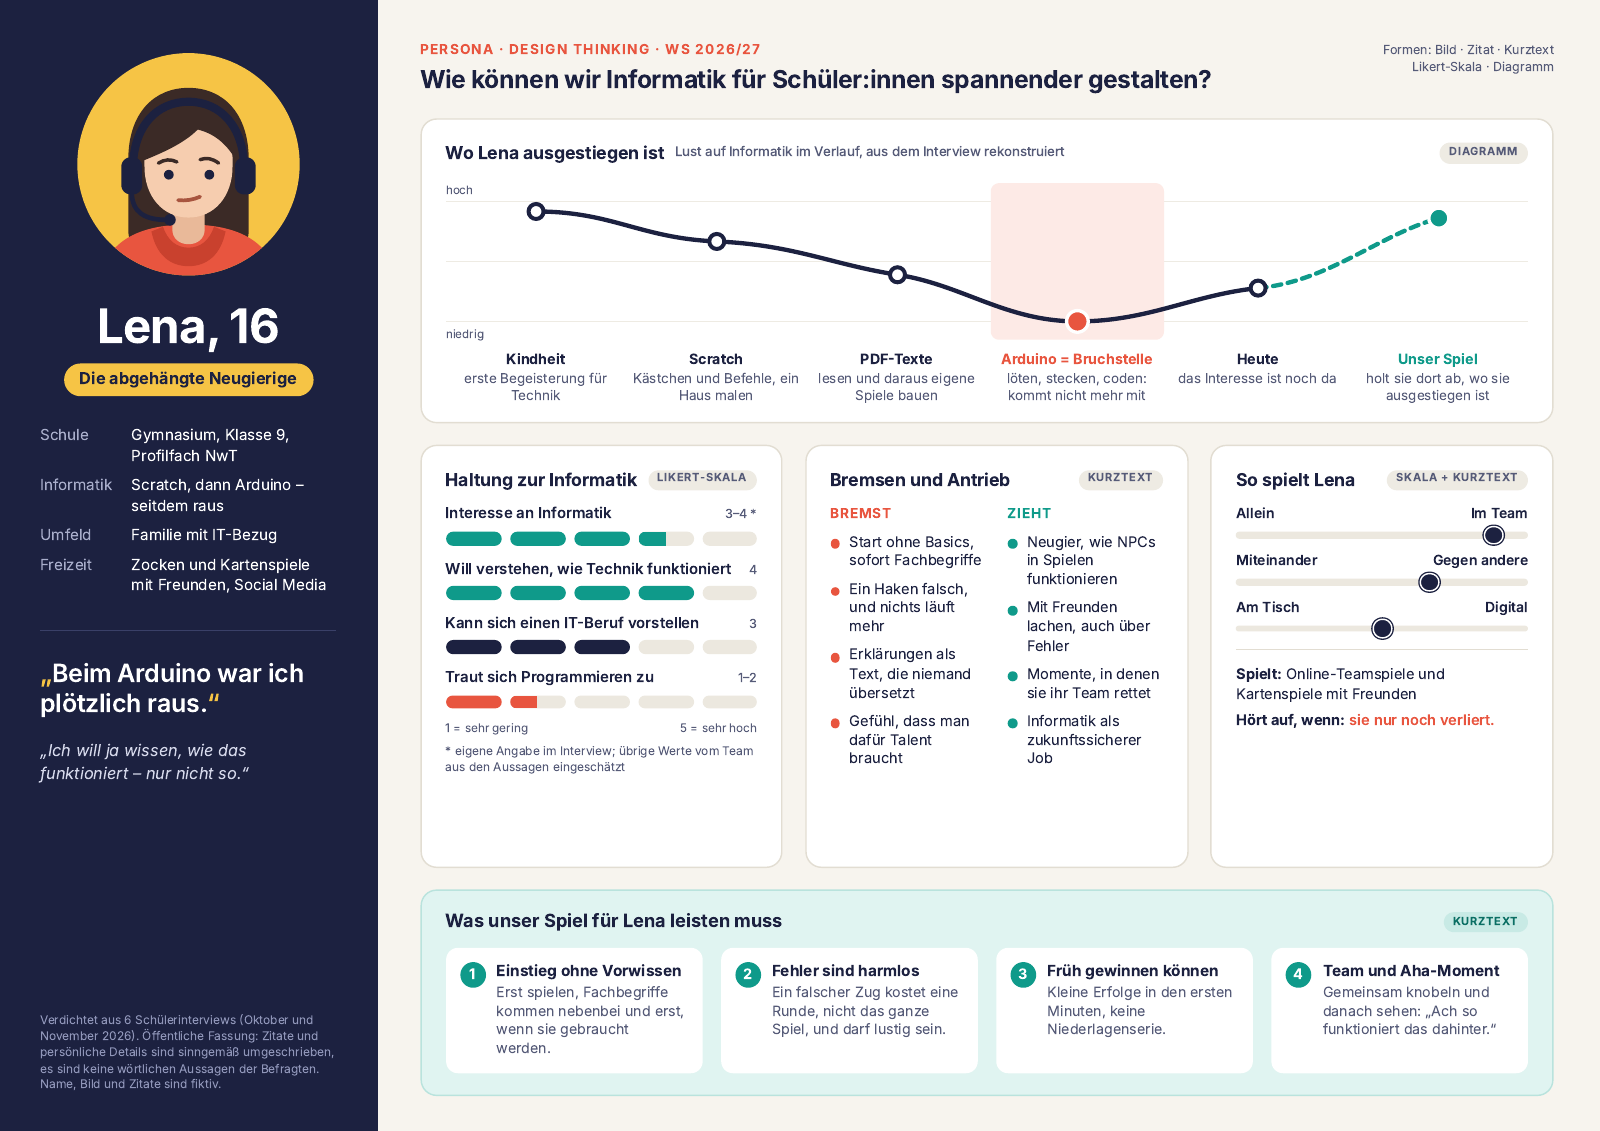 Lena, 16
Die abgehängte Neugierige
Schule Gymnasium, Klasse 9,
Profilfach NwT
Informatik Scratch, dann Arduino –
seitdem raus
Umfeld Familie mit IT-Bezug
Freizeit Zocken und Kartenspiele
mit Freunden, Social Media
„Beim Arduino war ich
plötzlich raus.“
„Ich will ja wissen, wie das
funktioniert – nur nicht so.“
Verdichtet aus 6 Schülerinterviews (Oktober und
November 2026). Öffentliche Fassung: Zitate und
persönliche Details sind sinngemäß umgeschrieben,
es sind keine wörtlichen Aussagen der Befragten.
Name, Bild und Zitate sind fiktiv.
PERSONA · DESIGN THINKING · WS 2026/27
Wie können wir Informatik für Schüler:innen spannender gestalten?
Formen: Bild · Zitat · Kurztext
Likert-Skala · Diagramm
Wo Lena ausgestiegen ist Lust auf Informatik im Verlauf, aus dem Interview rekonstruiert
DIAGRAMM
hoch
niedrig
Kindheit
erste Begeisterung für
Technik
Scratch
Kästchen und Befehle, ein
Haus malen
PDF-Texte
lesen und daraus eigene
Spiele bauen
Arduino = Bruchstelle
löten, stecken, coden:
kommt nicht mehr mit
Heute
das Interesse ist noch da
Unser Spiel
holt sie dort ab, wo sie
ausgestiegen ist
Haltung zur Informatik
LIKERT-SKALA
Interesse an Informatik 3–4 *
Will verstehen, wie Technik funktioniert 4
Kann sich einen IT-Beruf vorstellen 3
Traut sich Programmieren zu 1–2
1 = sehr gering 5 = sehr hoch
* eigene Angabe im Interview; übrige Werte vom Team
aus den Aussagen eingeschätzt
Bremsen und Antrieb
KURZTEXT
BREMST
Start ohne Basics,
sofort Fachbegriffe
Ein Haken falsch,
und nichts läuft
mehr
Erklärungen als
Text, die niemand
übersetzt
Gefühl, dass man
dafür Talent
braucht
ZIEHT
Neugier, wie NPCs
in Spielen
funktionieren
Mit Freunden
lachen, auch über
Fehler
Momente, in denen
sie ihr Team rettet
Informatik als
zukunftssicherer
Job
So spielt Lena
SKALA + KURZTEXT
Allein Im Team
Miteinander Gegen andere
Am Tisch Digital
Spielt: Online-Teamspiele und
Kartenspiele mit Freunden
Hört auf, wenn: sie nur noch verliert.
Was unser Spiel für Lena leisten muss
KURZTEXT
1 Einstieg ohne Vorwissen
Erst spielen, Fachbegriffe
kommen nebenbei und erst,
wenn sie gebraucht
werden.
2 Fehler sind harmlos
Ein falscher Zug kostet eine
Runde, nicht das ganze
Spiel, und darf lustig sein.
3 Früh gewinnen können
Kleine Erfolge in den ersten
Minuten, keine
Niederlagenserie.
4 Team und Aha-Moment
Gemeinsam knobeln und
danach sehen: „Ach so
funktioniert das dahinter.“